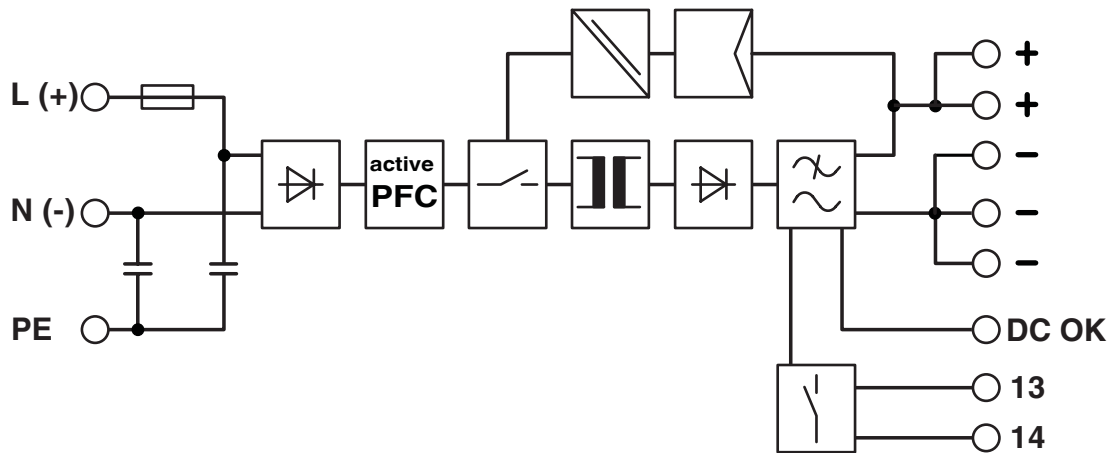 L (+)
N (-)
PE
active
PFC
+
+
−
−
−
DC OK
13
14